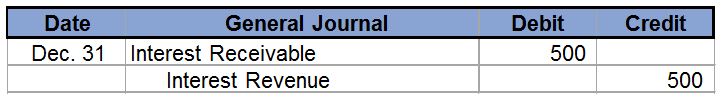 Date General Journal Debit Credit
Dec. 31 Interest Receivable 500
Interest Revenue 500